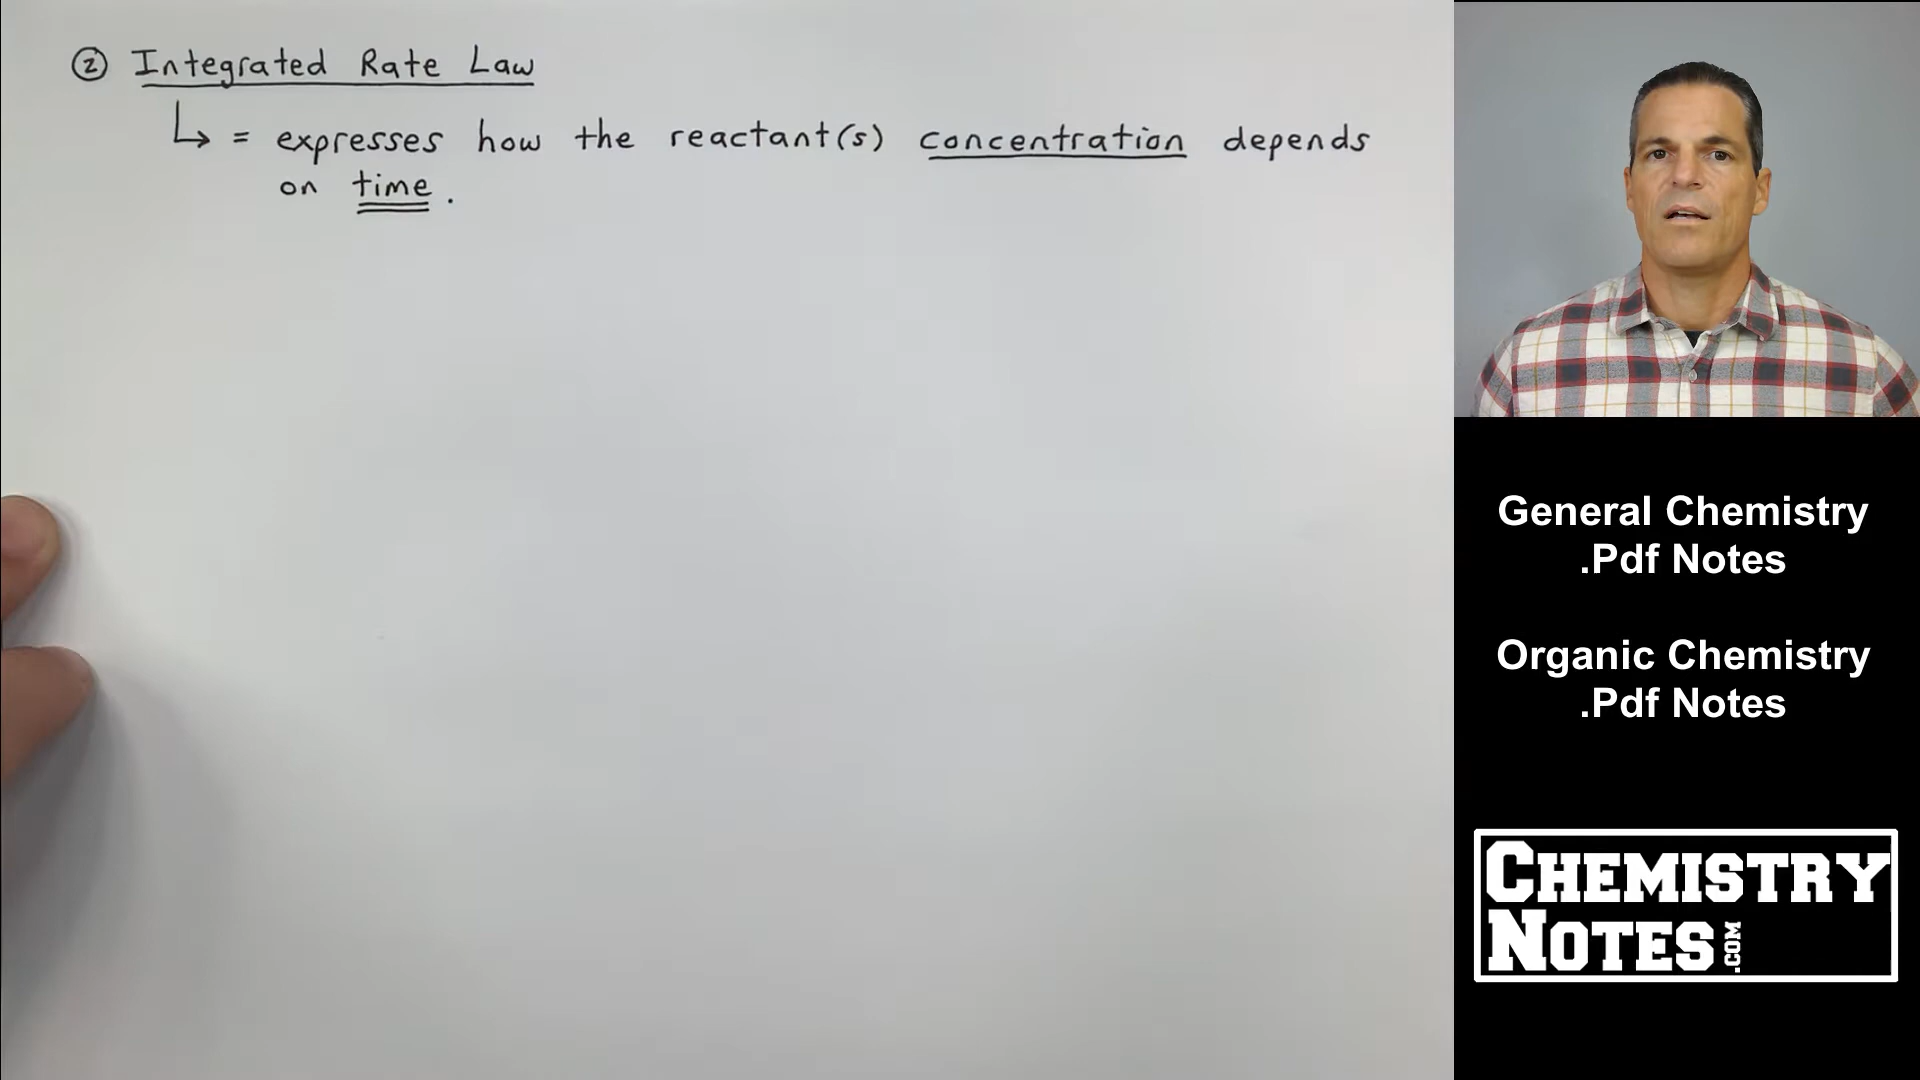 ② Integrated Rate Law
↳ = expresses how the reactant(s) concentration depends
on time.
General Chemistry
.Pdf Notes
Organic Chemistry
.Pdf Notes
CHEMISTRY
NOTES.COM